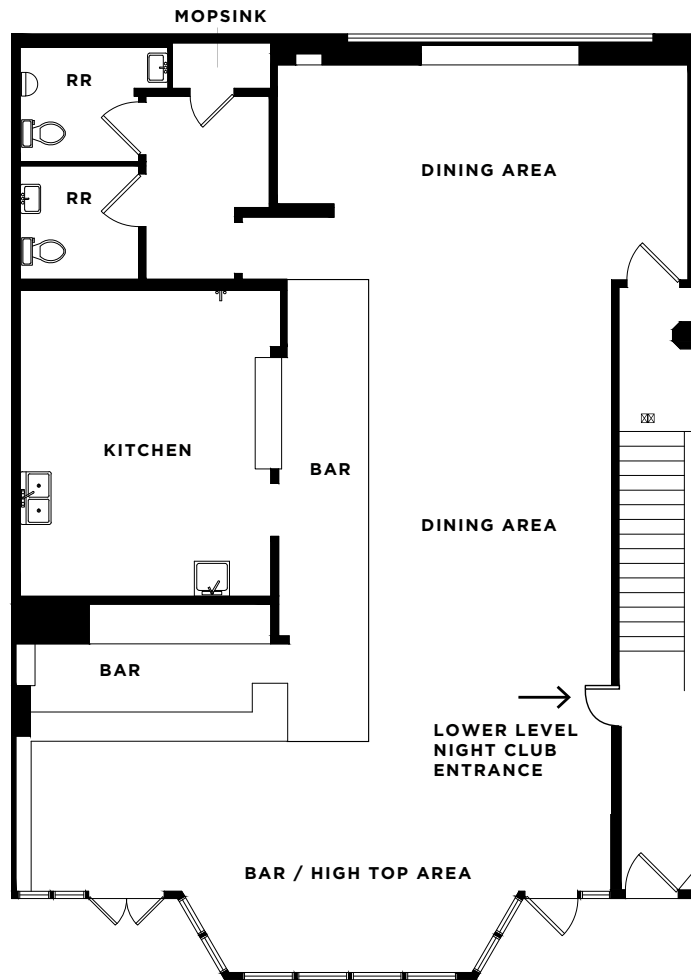 MOPSINK
RR
DINING AREA
RR
KITCHEN
BAR
DINING AREA
BAR
LOWER LEVEL
NIGHT CLUB
ENTRANCE
BAR / HIGH TOP AREA